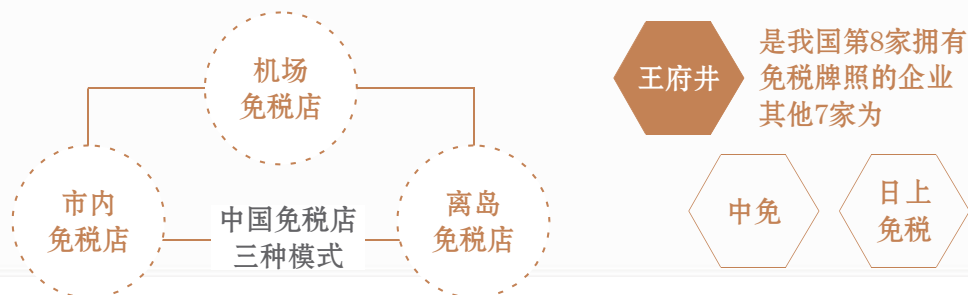 机场
免税店
市内
免税店
中国免税店
三种模式
离岛
免税店
王府井
是我国第8家拥有
免税牌照的企业
其他7家为
中免
日上
免税